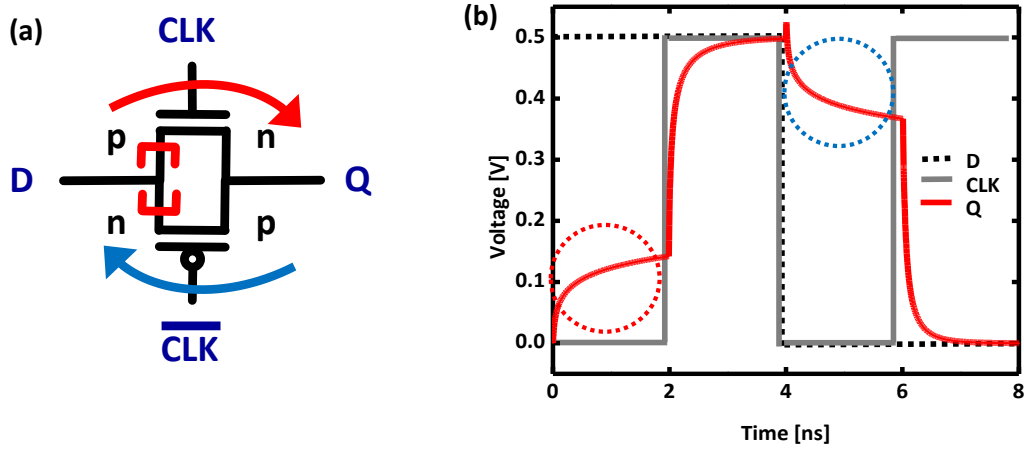 (a)
CLK
p
n
D
Q
n
p
CLK
(b)
0.5
0.4
0.3
0.2
0.1
0.0
Voltage [V]
D
CLK
Q
0
2
4
6
8
Time [ns]